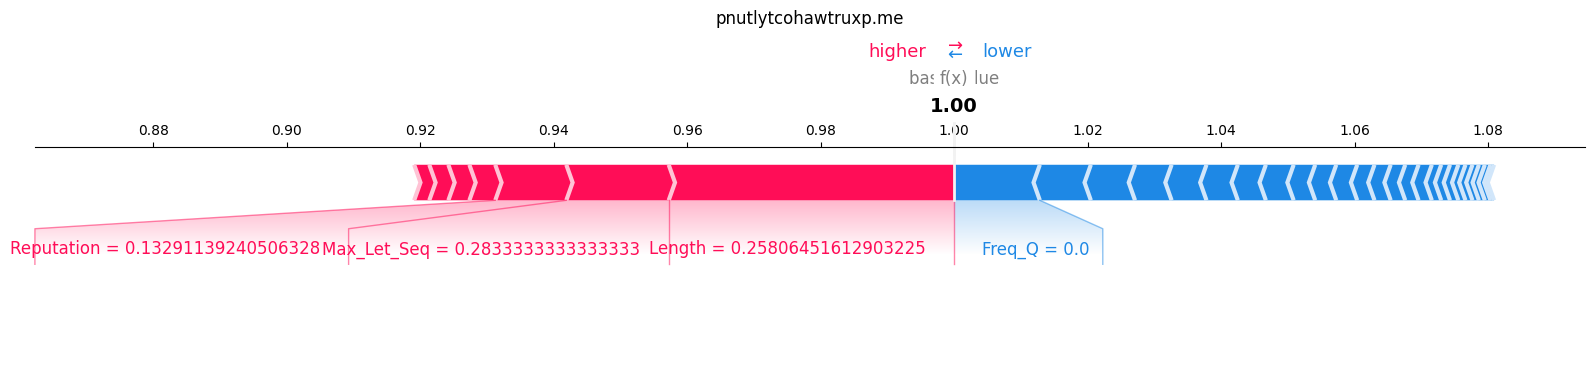 pnutlytcohawtruxp.me
higher ⇄ lower
bas f(x) lue
1.00
0.88 0.90 0.92 0.94 0.96 0.98 1.00 1.02 1.04 1.06 1.08
Reputation = 0.13291139240506328 Max_Let_Seq = 0.2833333333333333 Length = 0.25806451612903225 Freq_Q = 0.0